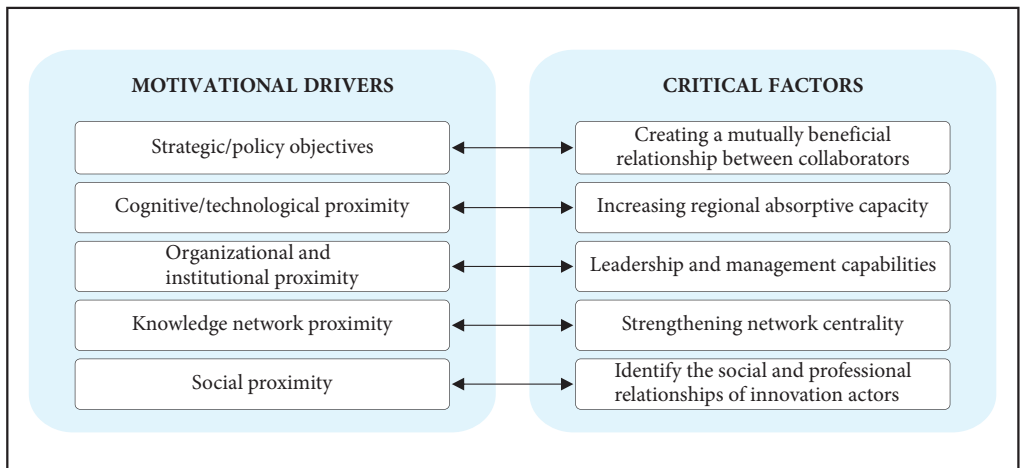 MOTIVATIONAL DRIVERS
Strategic/policy objectives
Cognitive/technological proximity
Organizational and
institutional proximity
Knowledge network proximity
Social proximity
CRITICAL FACTORS
Creating a mutually beneficial
relationship between collaborators
Increasing regional absorptive capacity
Leadership and management capabilities
Strengthening network centrality
Identify the social and professional
relationships of innovation actors